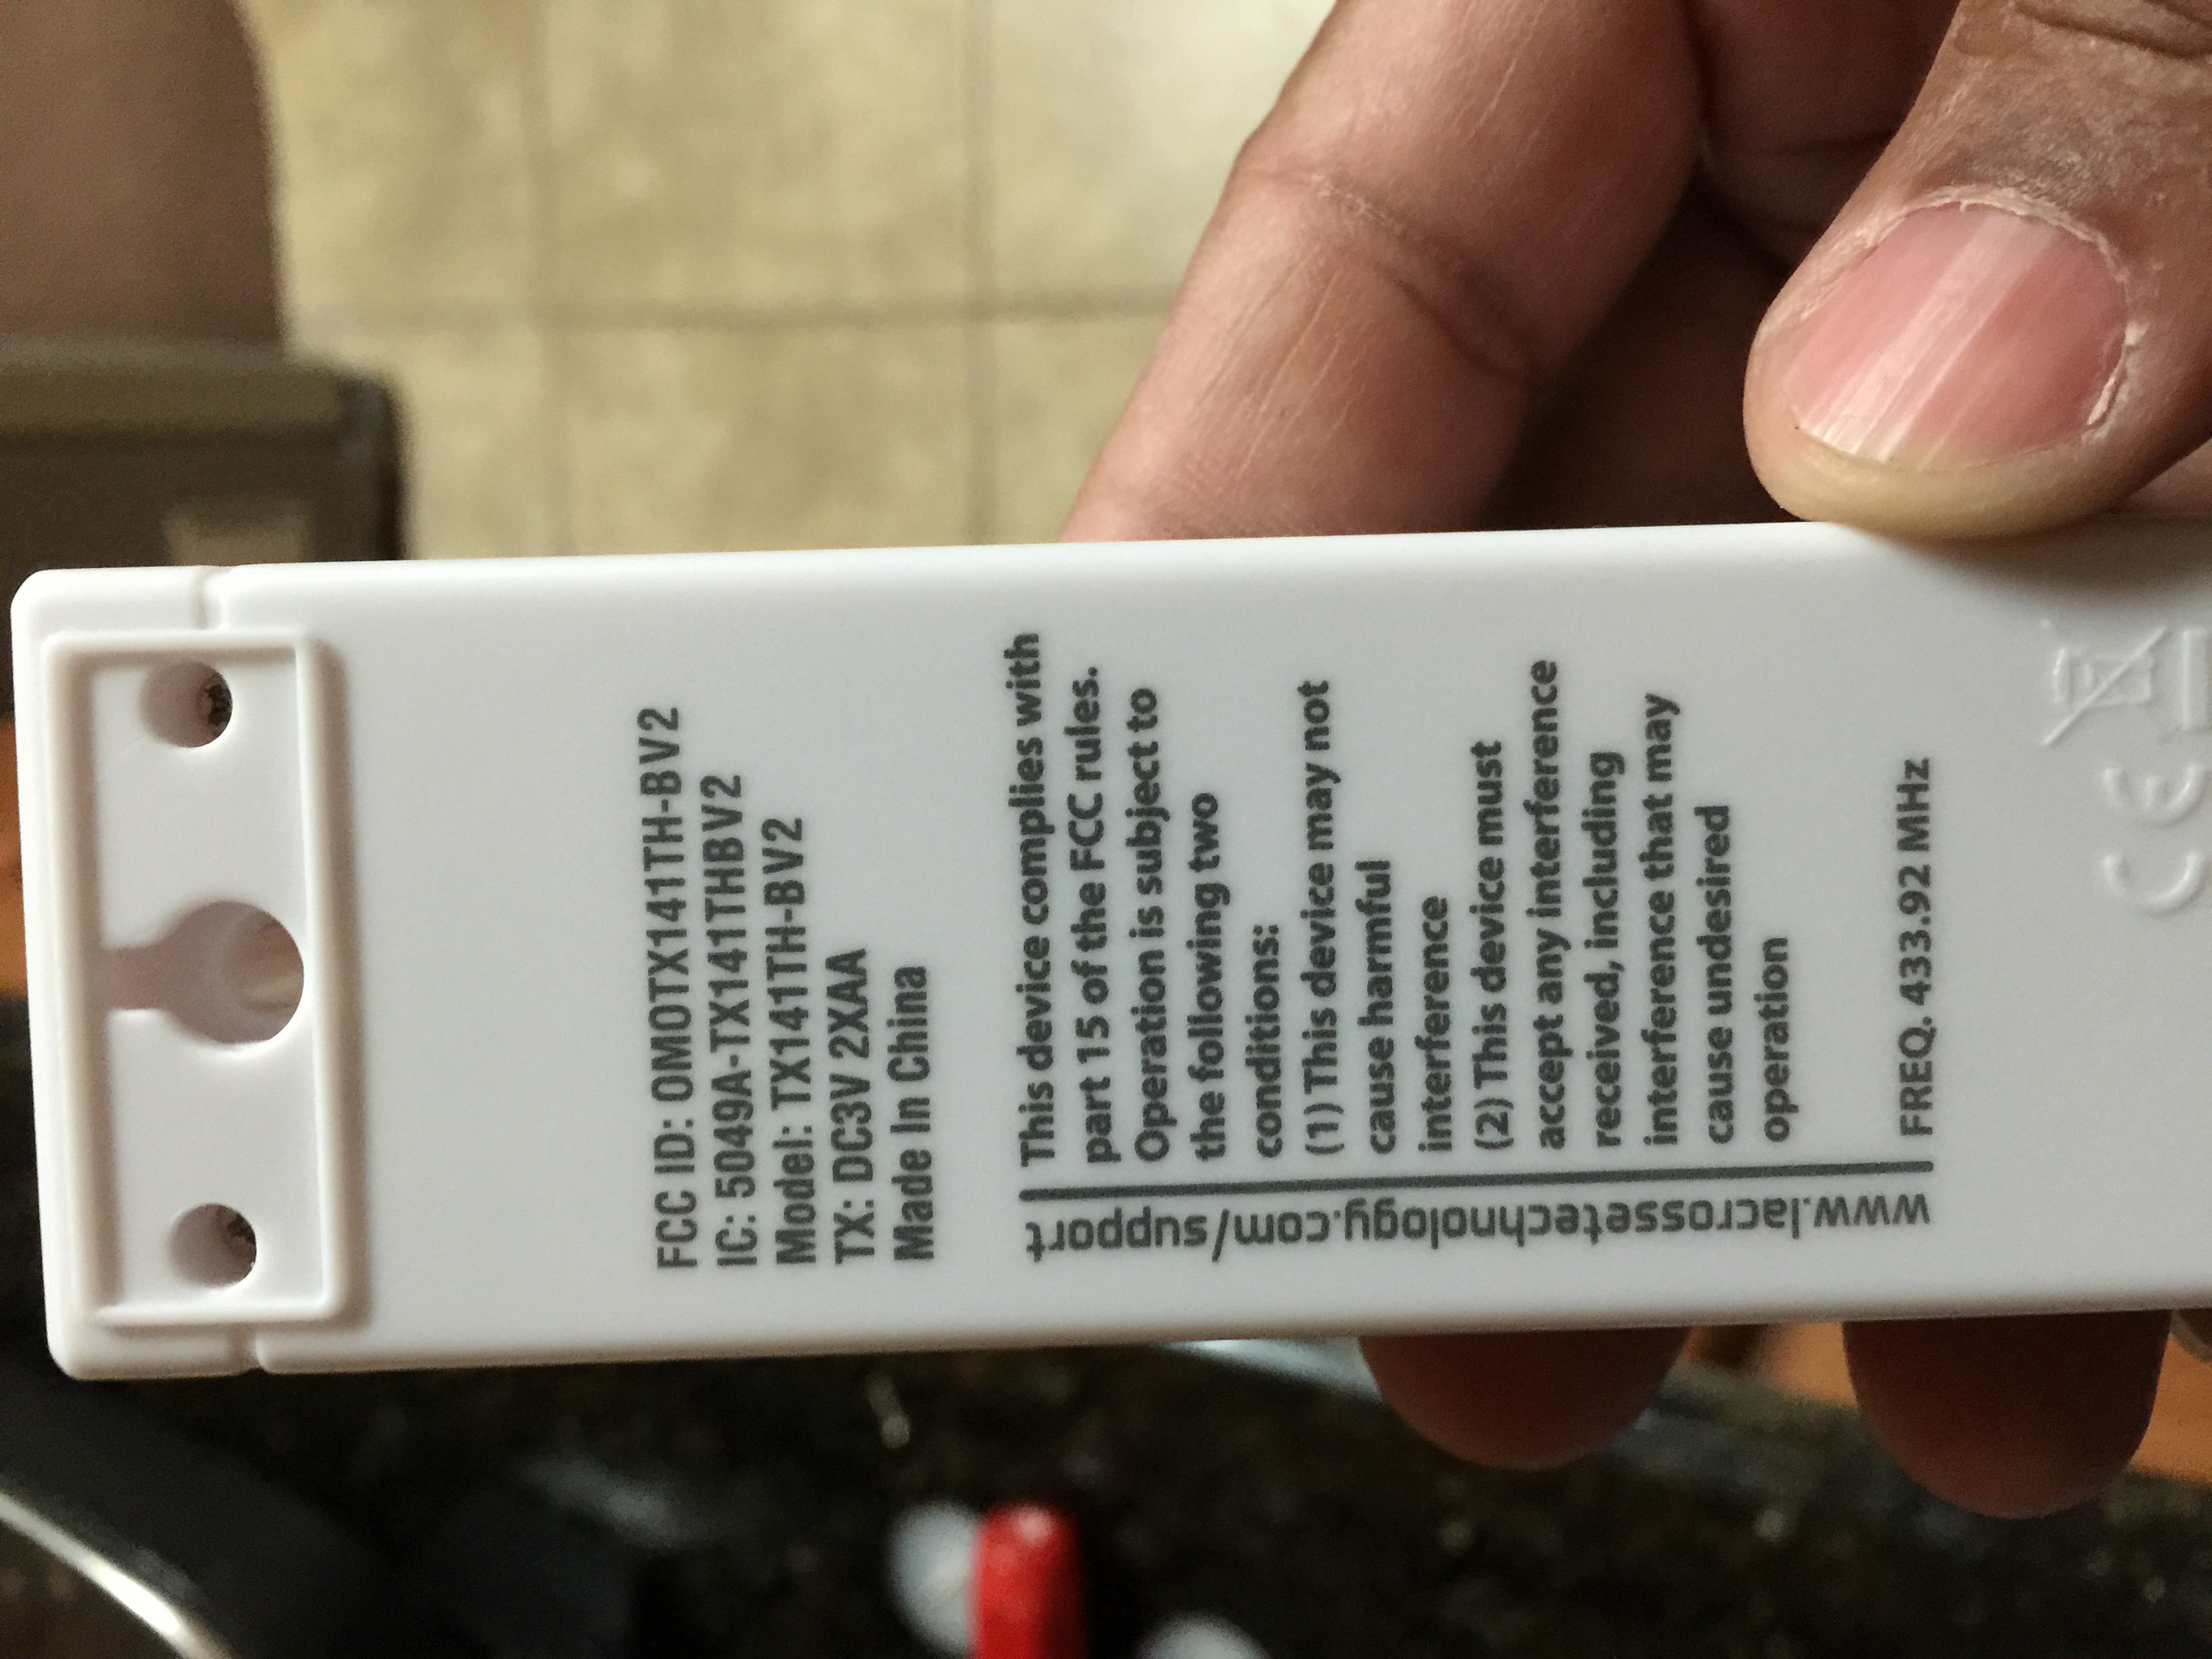 FCC ID: OMOTX141TH-BV2
IC: 5049A-TX141THBV2
Model: TX141TH-BV2
TX: DC3V 2XAA
Made In China
This device complies with
part 15 of the FCC rules.
Operation is subject to
the following two
conditions:
(1) This device may not
cause harmful
interference
(2) This device must
accept any interference
received, including
interference that may
cause undesired
operation
www.lacrossetechnology.com/support
FREQ. 433.92 MHz
CE